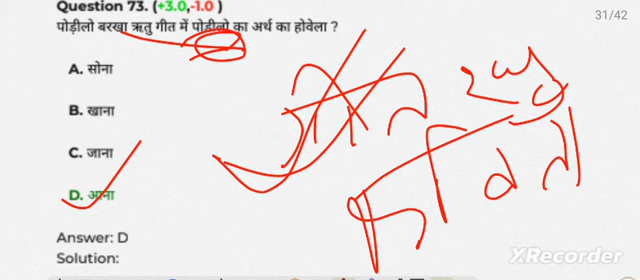 Question 73. (+3.0,-1.0 )
31/42
पोड़ीलो बरखा ऋतु गीत में पोड़ीलो का अर्थ का होवेला ?
A. सोना
B. खाना
C. जाना
D. आना
Answer: D
Solution:
XRecorder